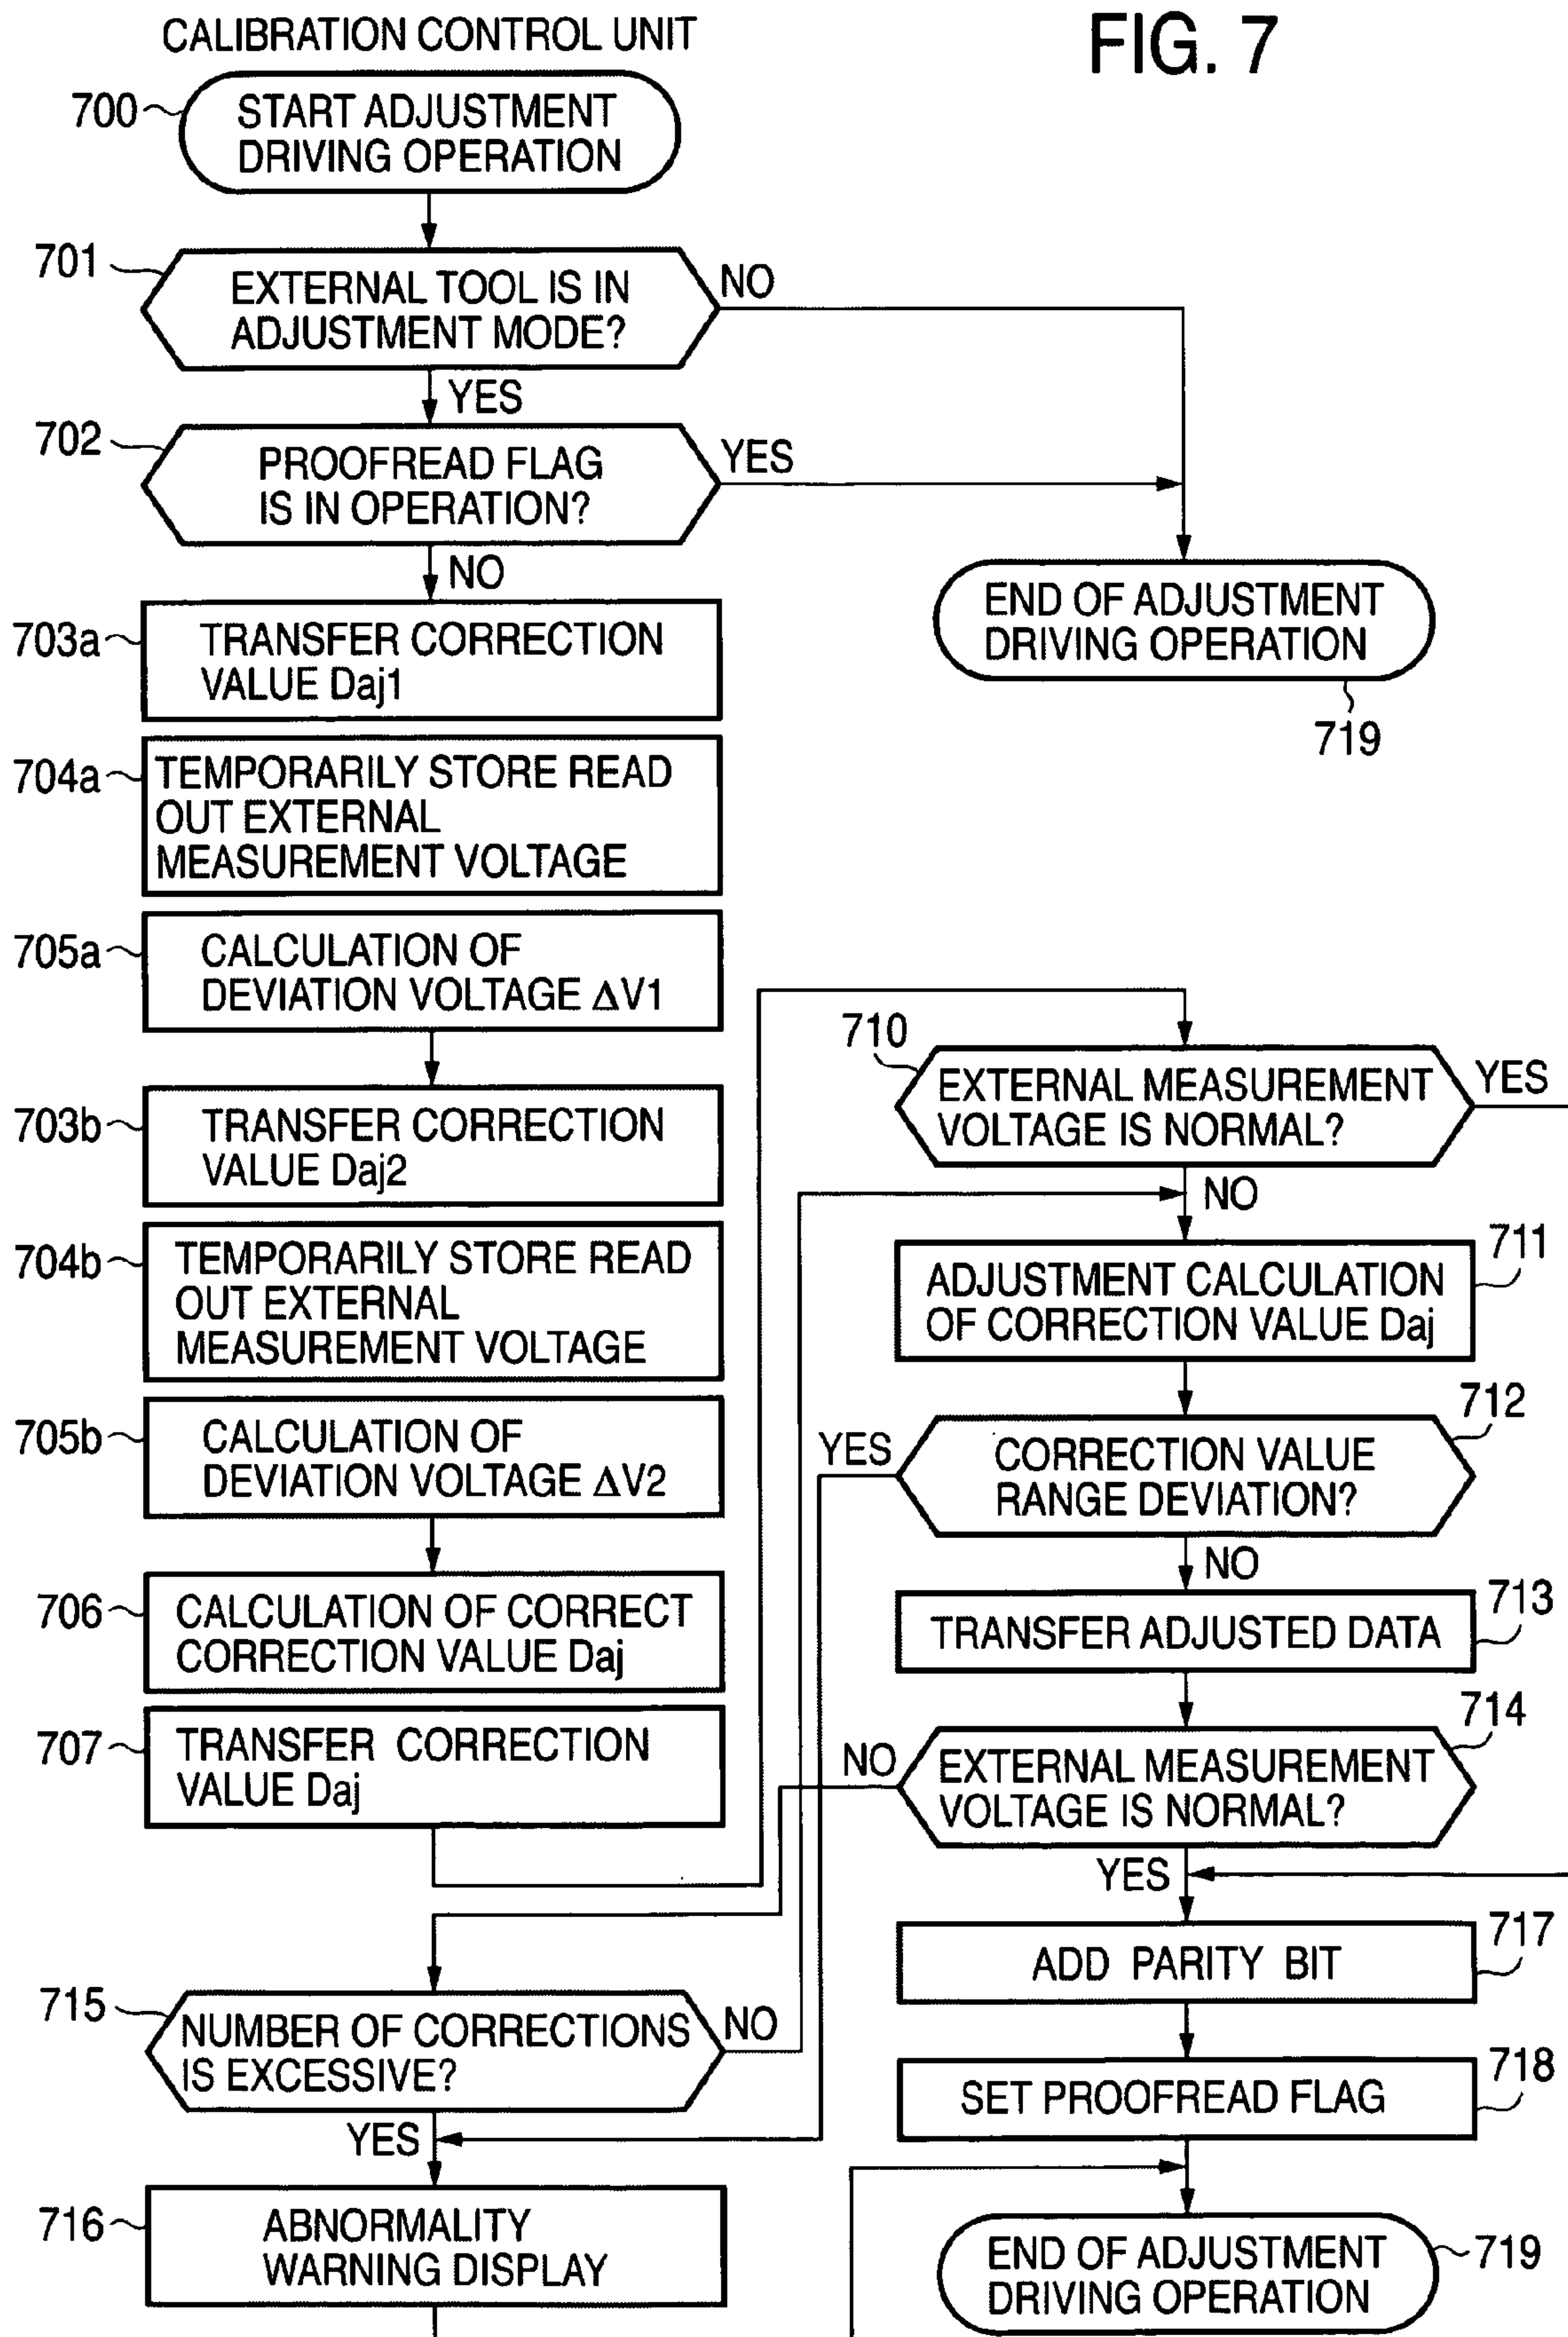 CALIBRATION CONTROL UNIT
FIG. 7
700
START ADJUSTMENT
DRIVING OPERATION
701
EXTERNAL TOOL IS IN
ADJUSTMENT MODE?
NO
YES
702
PROOFREAD FLAG
IS IN OPERATION?
YES
NO
END OF ADJUSTMENT
DRIVING OPERATION
719
703a
TRANSFER CORRECTION
VALUE Daj1
704a
TEMPORARILY STORE READ
OUT EXTERNAL
MEASUREMENT VOLTAGE
705a
CALCULATION OF
DEVIATION VOLTAGE ΔV1
703b
TRANSFER CORRECTION
VALUE Daj2
704b
TEMPORARILY STORE READ
OUT EXTERNAL
MEASUREMENT VOLTAGE
705b
CALCULATION OF
DEVIATION VOLTAGE ΔV2
706
CALCULATION OF CORRECT
CORRECTION VALUE Daj
707
TRANSFER CORRECTION
VALUE Daj
710
EXTERNAL MEASUREMENT
VOLTAGE IS NORMAL?
YES
NO
711
ADJUSTMENT CALCULATION
OF CORRECTION VALUE Daj
712
CORRECTION VALUE
RANGE DEVIATION?
YES
NO
713
TRANSFER ADJUSTED DATA
714
EXTERNAL MEASUREMENT
VOLTAGE IS NORMAL?
NO
YES
715
NUMBER OF CORRECTIONS
IS EXCESSIVE?
NO
YES
716
ABNORMALITY
WARNING DISPLAY
717
ADD PARITY BIT
718
SET PROOFREAD FLAG
END OF ADJUSTMENT
DRIVING OPERATION
719